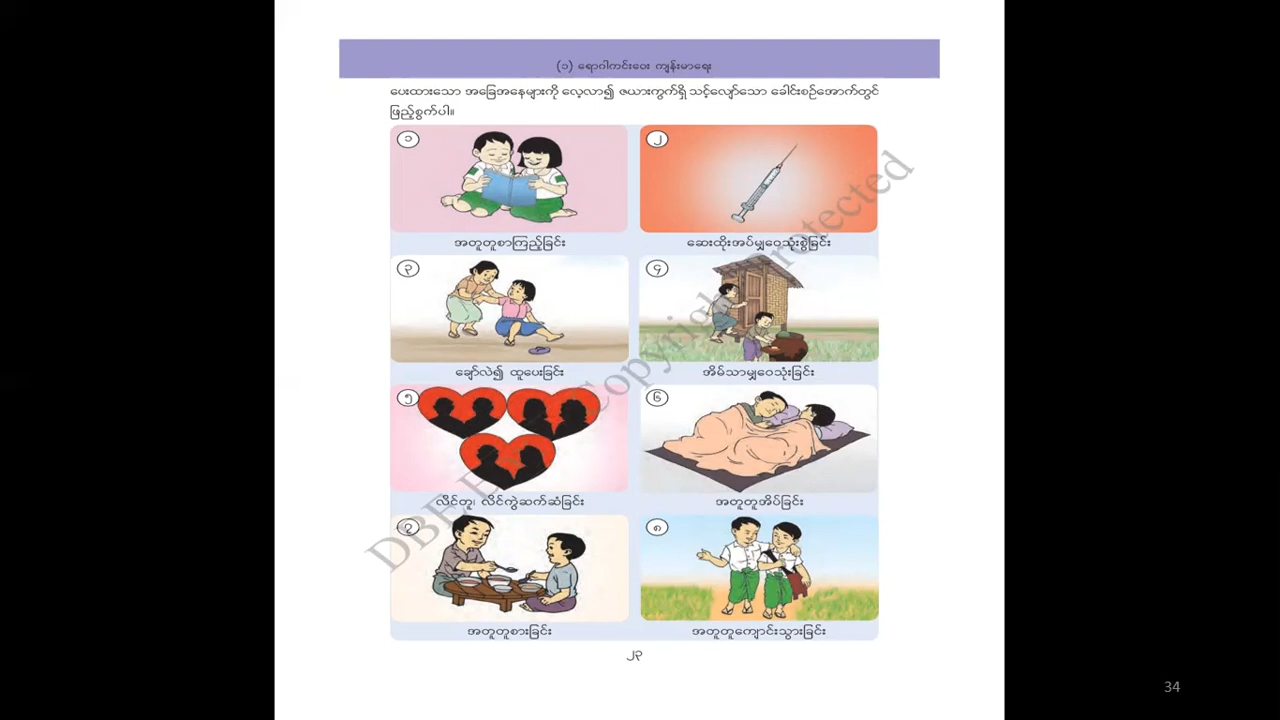 (၁) ရောဂါကင်းဝေး ကျန်းမာရေး
ပေးထားသော အခြေအနေများကို လေ့လာ၍ ဇယားကွက်ရှိ သင့်လျော်သော ခေါင်းစဉ်အောက်တွင်
ဖြည့်စွက်ပါ။
၁
၂
အတူတူစာကြည့်ခြင်း
ဆေးထိုးအပ်မျှဝေသုံးစွဲခြင်း
၃
၄
ချော်လဲ၍ ထူပေးခြင်း
အိမ်သာမျှဝေသုံးခြင်း
၅
၆
လိင်တူ၊ လိင်ကွဲဆက်ဆံခြင်း
အတူတူအိပ်ခြင်း
၇
၈
အတူတူစားခြင်း
အတူတူကျောင်းသွားခြင်း
၂၃
34
Copyright Protected